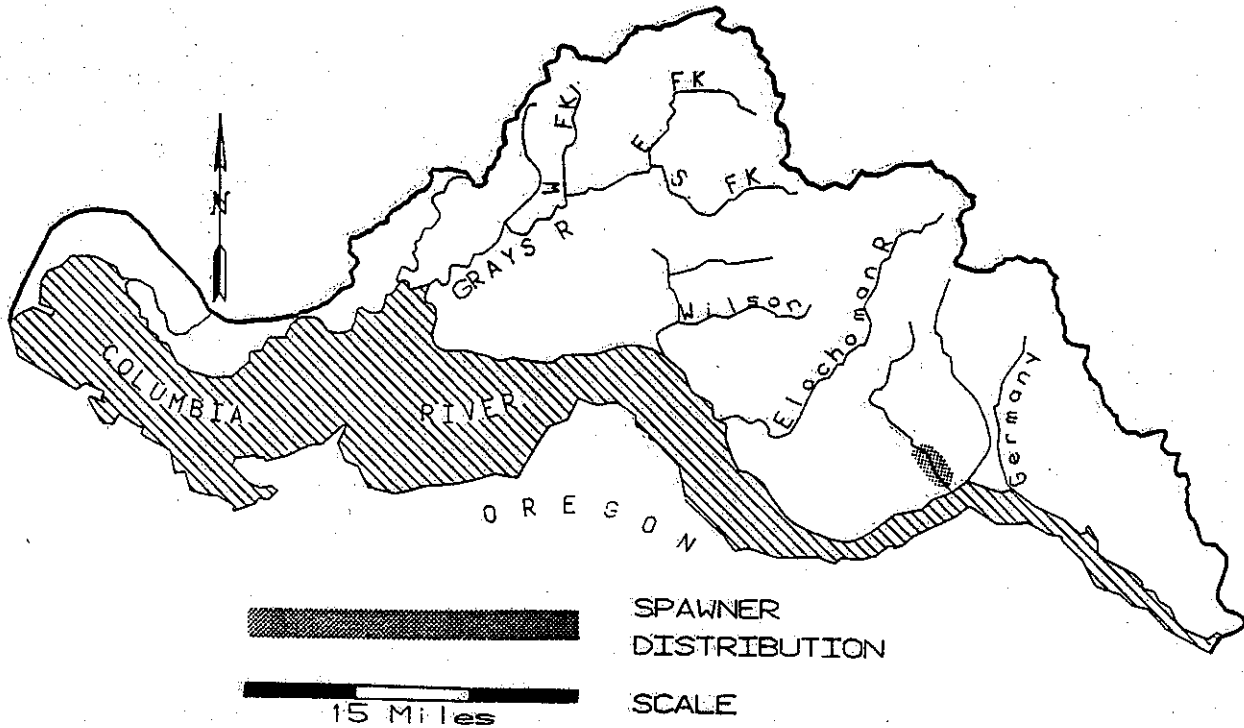 FK
FK
W
E
S
FK
N
GRAYS R
Elochoman R
Wilson
Germany
COLUMBIA RIVER
OREGON
SPAWNER
DISTRIBUTION
15 Miles
SCALE